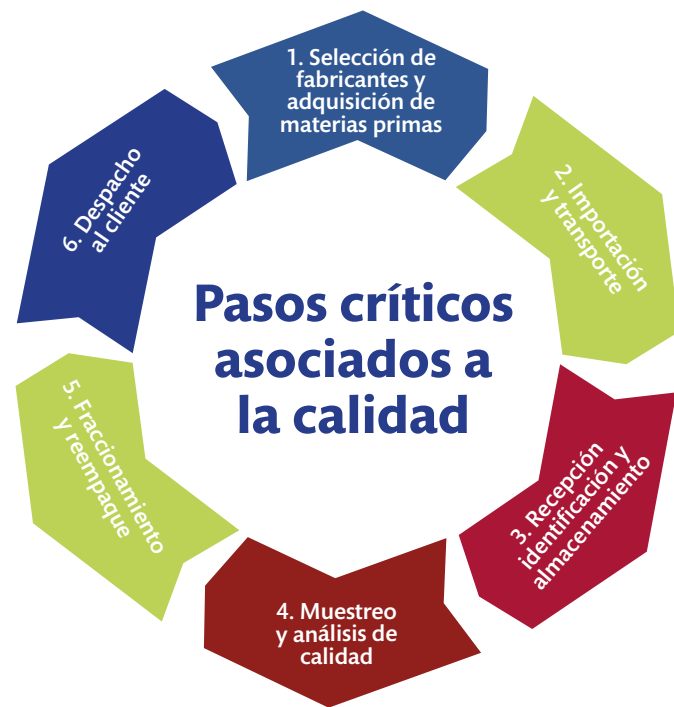 1. Selección de
fabricantes y
adquisición de
materias primas
2. Importación
y transporte
3. Recepción
identificación y
almacenamiento
4. Muestreo
y análisis de
calidad
5. Fraccionamiento
y reempaque
6. Despacho
al cliente
Pasos críticos
asociados a
la calidad